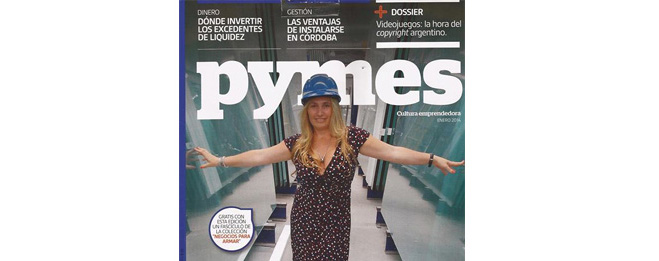 DINERO
DÓNDE INVERTIR
LOS EXCEDENTES
DE LIQUIDEZ
GESTIÓN
LAS VENTAJAS
DE INSTALARSE
EN CÓRDOBA
+ DOSSIER
Videojuegos: la hora del
copyright argentino.
pymes
Cultura emprendedora
ENERO 2014
GRATIS CON
ESTA EDICIÓN
UN FASCÍCULO DE
LA COLECCIÓN
"NEGOCIOS PARA
ARMAR"